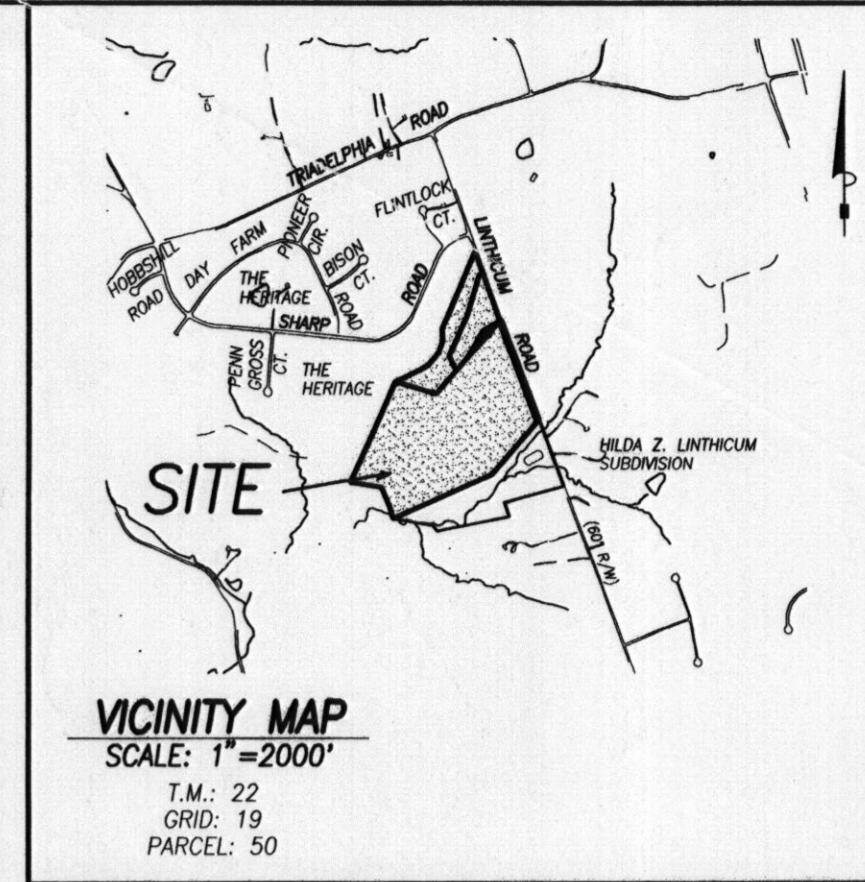 TRIADELPHIA ROAD
FLINTLOCK
CT.
LINTHICUM
ROAD
PIONEER
CIR.
HOBBSHILL
ROAD
DAY FARM
ROAD
BISON
CT.
THE
HERITAGE
SHARP
ROAD
PENN
GROSS
CT.
THE
HERITAGE
HILDA Z. LINTHICUM
SUBDIVISION
SITE
(60' R/W)
VICINITY MAP
SCALE: 1"=2000'
T.M.: 22
GRID: 19
PARCEL: 50